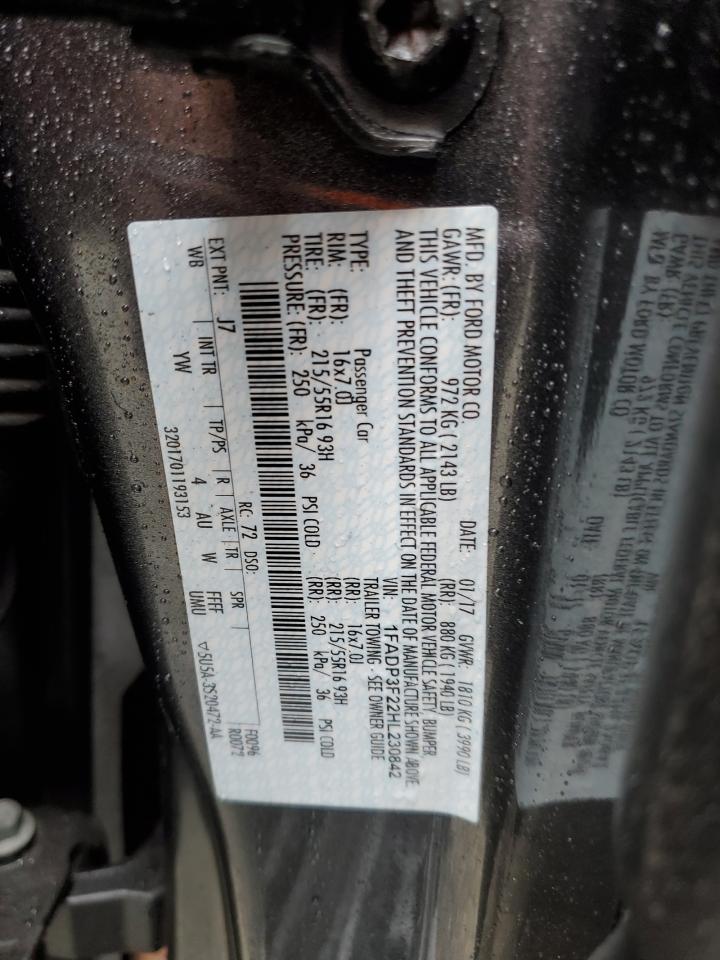 MFD. BY FORD MOTOR CO. DATE: 01/17 GVWR: 1810 KG ( 3990 LB)
GAWR: (FR): 972 KG ( 2143 LB) (RR): 880 KG ( 1940 LB)
THIS VEHICLE CONFORMS TO ALL APPLICABLE FEDERAL MOTOR VEHICLE SAFETY, BUMPER,
AND THEFT PREVENTION STANDARDS IN EFFECT ON THE DATE OF MANUFACTURE SHOWN ABOVE
VIN: 1FADP3F22HL230842
TYPE: Passenger Car TRAILER TOWING - SEE OWNER GUIDE
RIM: (FR): 16x7.0J (RR): 16x7.0J
TIRE: (FR): 215/55R16 93H (RR): 215/55R16 93H
PRESSURE: (FR): 250 kPa/ 36 PSI COLD (RR): 250 kPa/ 36 PSI COLD
RC: 72 DSO: F0096
R0072
EXT PNT: J7
WB | INT TR | TP/PS | R | AXLE | TR | SPR
YW 4 AU W FFFF UMU
3201701193153 ▽5U5A-3S20472-AA